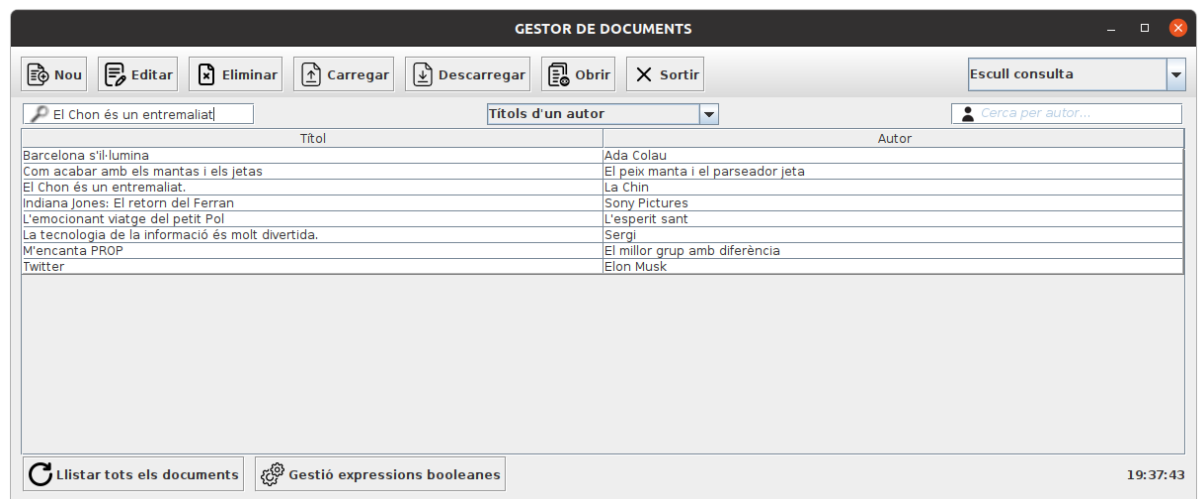 GESTOR DE DOCUMENTS
Nou Editar Eliminar Carregar Descarregar Obrir Sortir Escull consulta
El Chon és un entremaliat Títols d'un autor Cerca per autor...
Títol Autor
Barcelona s'il·lumina Ada Colau
Com acabar amb els mantas i els jetas El peix manta i el parseador jeta
El Chon és un entremaliat. La Chin
Indiana Jones: El retorn del Ferran Sony Pictures
L'emocionant viatge del petit Pol L'esperit sant
La tecnologia de la informació és molt divertida. Sergi
M'encanta PROP El millor grup amb diferència
Twitter Elon Musk
Llistar tots els documents Gestió expressions booleanes 19:37:43